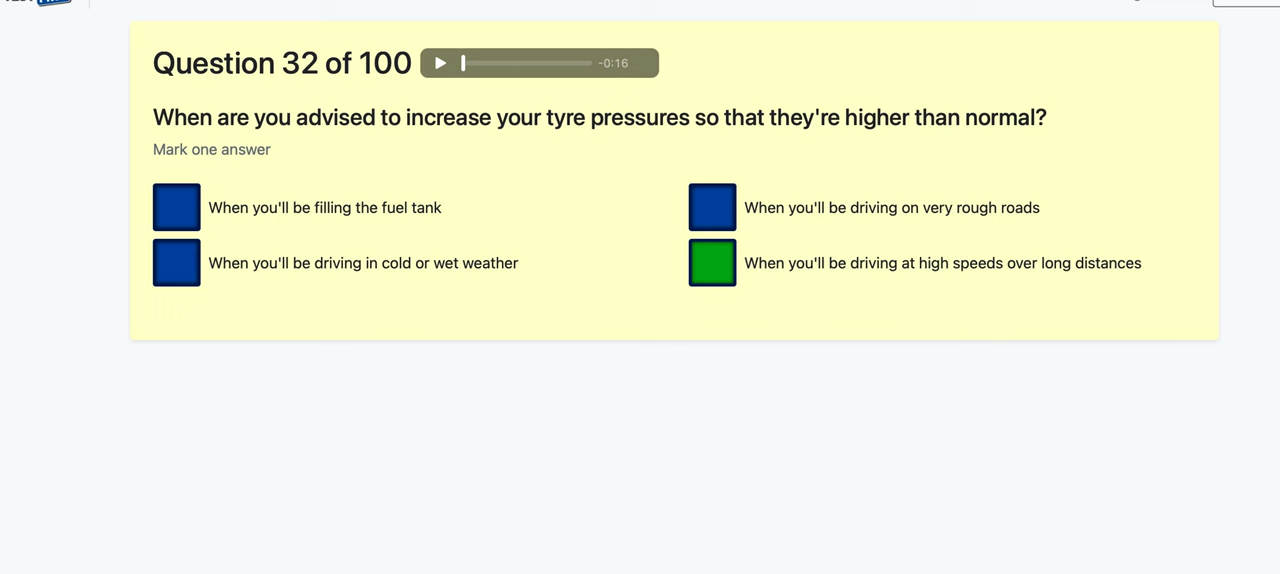 Question 32 of 100
-0:16
When are you advised to increase your tyre pressures so that they're higher than normal?
Mark one answer
When you'll be filling the fuel tank
When you'll be driving on very rough roads
When you'll be driving in cold or wet weather
When you'll be driving at high speeds over long distances